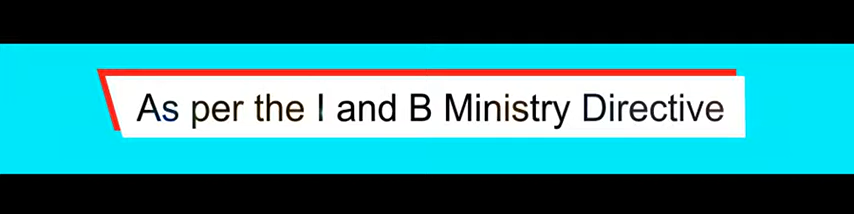 As per the I and B Ministry Directive